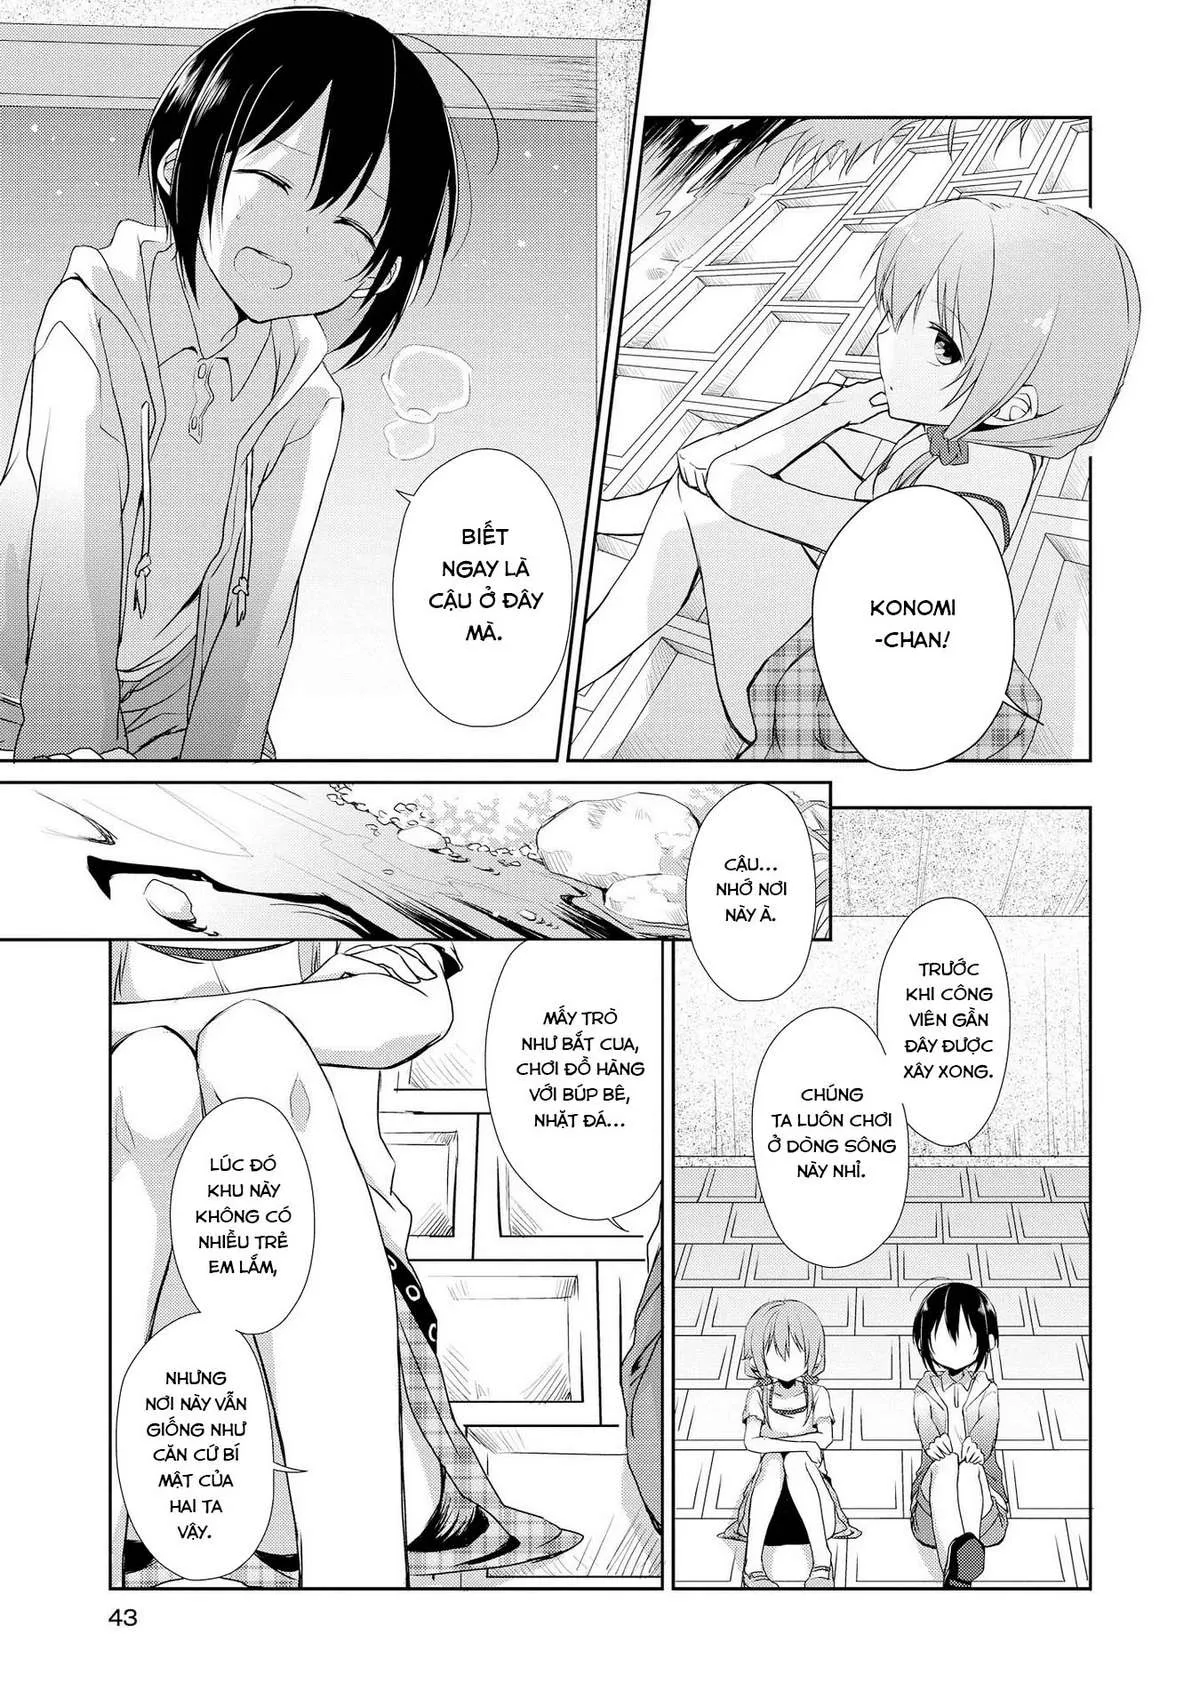 KONOMI
-CHAN!
BIẾT
NGAY LÀ
CẬU Ở ĐÂY
MÀ.
CẬU...
NHỚ NƠI
NÀY À.
TRƯỚC
KHI CÔNG
VIÊN GẦN
ĐÂY ĐƯỢC
XÂY XONG.
CHÚNG
TA LUÔN CHƠI
Ở DÒNG SÔNG
NÀY NHỈ.
MẤY TRÒ
NHƯ BẮT CUA,
CHƠI ĐỒ HÀNG
VỚI BÚP BÊ,
NHẶT ĐÁ...
LÚC ĐÓ
KHU NÀY
KHÔNG CÓ
NHIỀU TRẺ
EM LẮM,
NHƯNG
NƠI NÀY VẪN
GIỐNG NHƯ
CĂN CỨ BÍ
MẬT CỦA
HAI TA
VẬY.
43